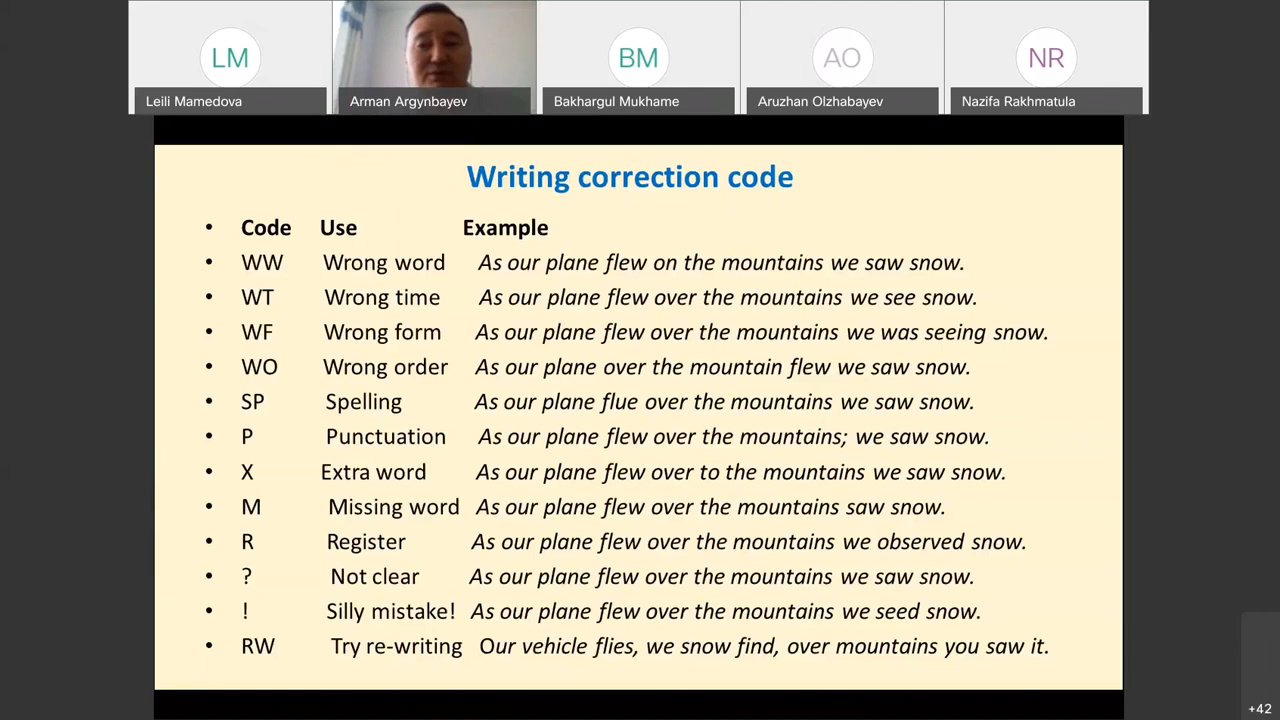 LM
Leili Mamedova
Arman Argynbayev
BM
Bakhargul Mukhame
AO
Aruzhan Olzhabayev
NR
Nazifa Rakhmatula
Writing correction code
• Code Use Example
• WW Wrong word As our plane flew on the mountains we saw snow.
• WT Wrong time As our plane flew over the mountains we see snow.
• WF Wrong form As our plane flew over the mountains we was seeing snow.
• WO Wrong order As our plane over the mountain flew we saw snow.
• SP Spelling As our plane flue over the mountains we saw snow.
• P Punctuation As our plane flew over the mountains; we saw snow.
• X Extra word As our plane flew over to the mountains we saw snow.
• M Missing word As our plane flew over the mountains saw snow.
• R Register As our plane flew over the mountains we observed snow.
• ? Not clear As our plane flew over the mountains we saw snow.
• ! Silly mistake! As our plane flew over the mountains we seed snow.
• RW Try re-writing Our vehicle flies, we snow find, over mountains you saw it.
+42